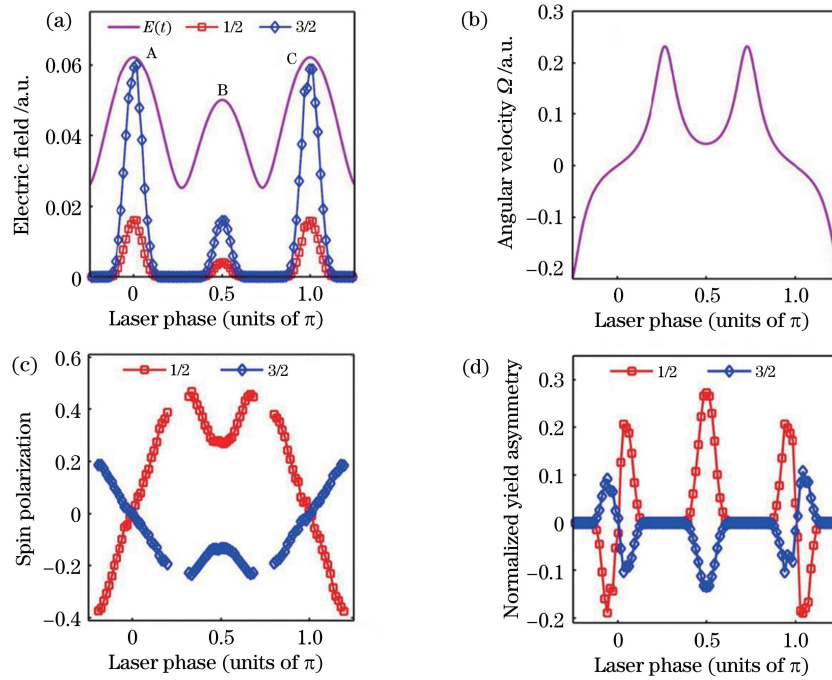 (a)
E(t) 1/2 3/2
A
B
C
0.06
0.04
0.02
0
Electric field /a.u.
0 0.5 1.0
Laser phase (units of π)
(b)
0.3
0.2
0.1
0
−0.1
−0.2
Angular velocity Ω /a.u.
0 0.5 1.0
Laser phase (units of π)
(c)
1/2 3/2
0.6
0.4
0.2
0
−0.2
−0.4
Spin polarization
0 0.5 1.0
Laser phase (units of π)
(d)
1/2 3/2
0.3
0.2
0.1
0
−0.1
−0.2
Normalized yield asymmetry
0 0.5 1.0
Laser phase (units of π)